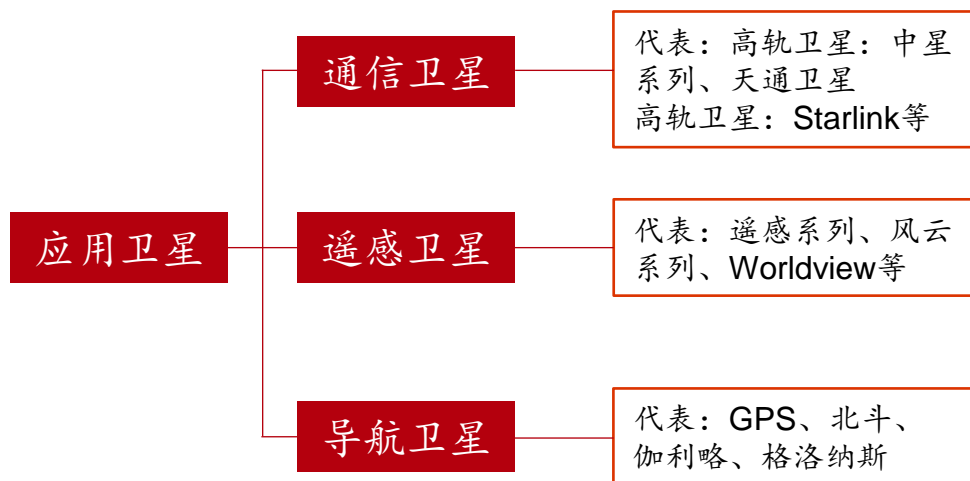 通信卫星
代表：高轨卫星：中星
系列、天通卫星
高轨卫星：Starlink等
应用卫星
遥感卫星
代表：遥感系列、风云
系列、Worldview等
导航卫星
代表：GPS、北斗、
伽利略、格洛纳斯